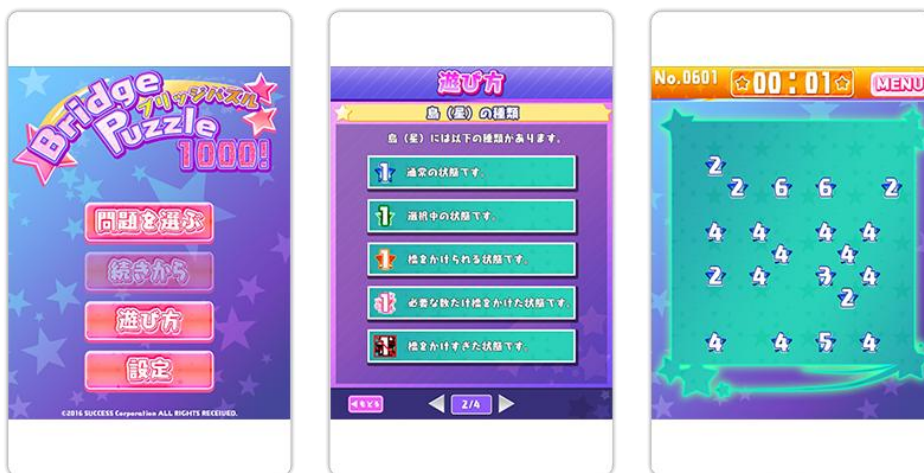 Bridge
ブリッジパズル
Puzzle
1000!
問題を選ぶ
続きから
遊び方
設定
©2016 SUCCESS Corporation ALL RIGHTS RECEIVED.
遊び方
島（星）の種類
島（星）には以下の種類があります。
1 通常の状態です。
1 選択中の状態です。
1 橋をかけられる状態です。
1 必要な数だけ橋をかけた状態です。
1 橋をかけすぎた状態です。
もどる
2/4
No.0601 00:01 MENU
2
2 6 6 2
4 4 4 4
4 4
2 4 3 4
2
4 4 5 4